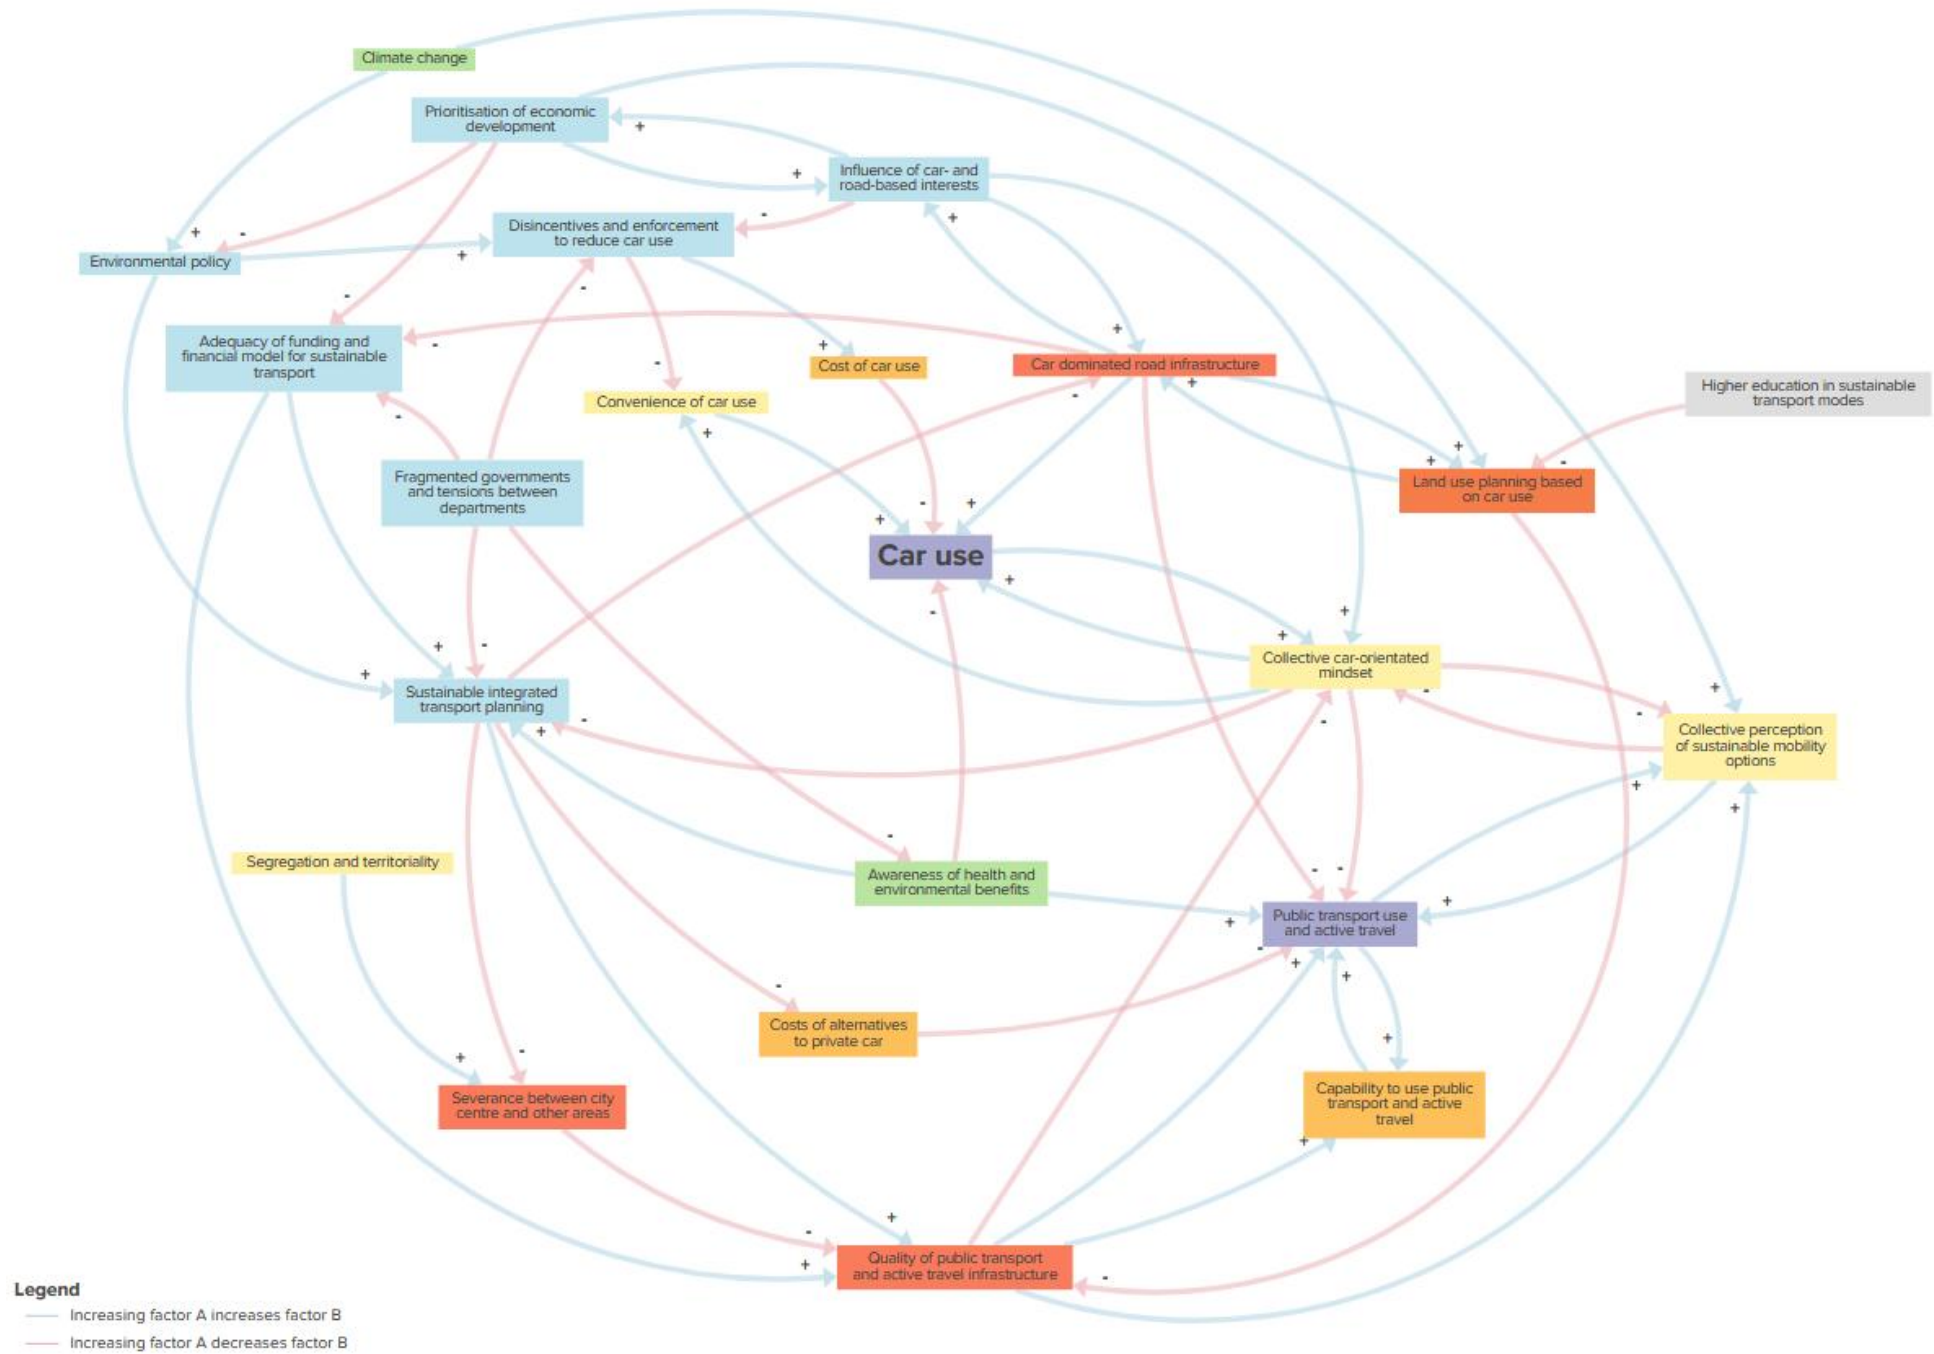 Climate change
Prioritisation of economic
development
+
Influence of car- and
road-based interests
+
Disincentives and enforcement
to reduce car use
-
+
+
-
Environmental policy
+
-
-
Adequacy of funding and
financial model for sustainable
transport
-
+
Cost of car use
+
Car dominated road infrastructure
+
-
-
Convenience of car use
+
-
Higher education in sustainable
transport modes
Fragmented governments
and tensions between
departments
+
+
-
Land use planning based
on car use
+
-
+
Car use
+
-
+
+
Collective car-orientated
mindset
-
+
-
+
Sustainable integrated
transport planning
+
-
-
-
+
Collective perception
of sustainable mobility
options
+
+
-
Segregation and territoriality
Awareness of health and
environmental benefits
-
-
+
+
Public transport use
and active travel
-
+
+
-
Costs of alternatives
to private car
+
+
-
Severance between city
centre and other areas
Capability to use public
transport and active
travel
+
+
-
+
Quality of public transport
and active travel infrastructure
-
Legend
Increasing factor A increases factor B
Increasing factor A decreases factor B